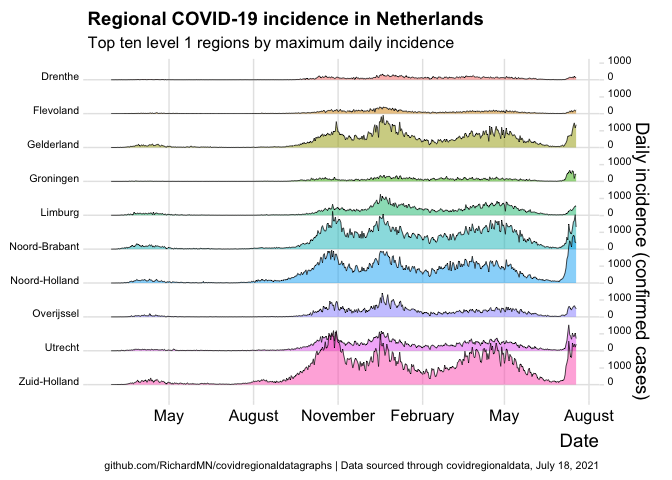 Regional COVID-19 incidence in Netherlands
Top ten level 1 regions by maximum daily incidence
Drenthe
Flevoland
Gelderland
Groningen
Limburg
Noord-Brabant
Noord-Holland
Overijssel
Utrecht
Zuid-Holland
1000
0
1000
0
1000
0
1000
0
1000
0
1000
0
1000
0
1000
0
1000
0
1000
0
Daily incidence (confirmed cases)
May August November February May August
Date
github.com/RichardMN/covidregionaldatagraphs | Data sourced through covidregionaldata, July 18, 2021